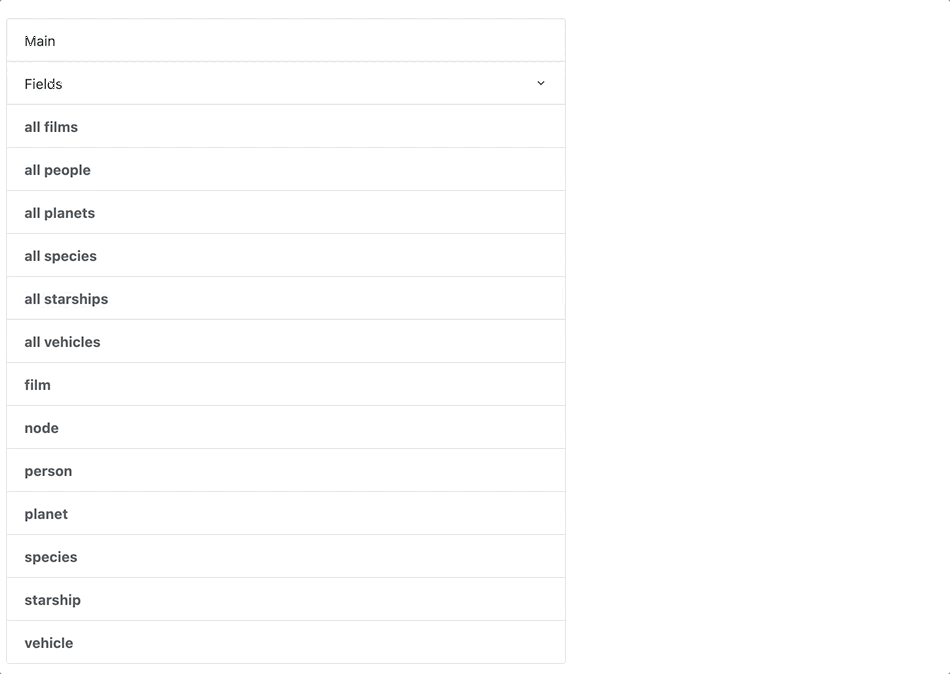 Main
Fields
all films
all people
all planets
all species
all starships
all vehicles
film
node
person
planet
species
starship
vehicle